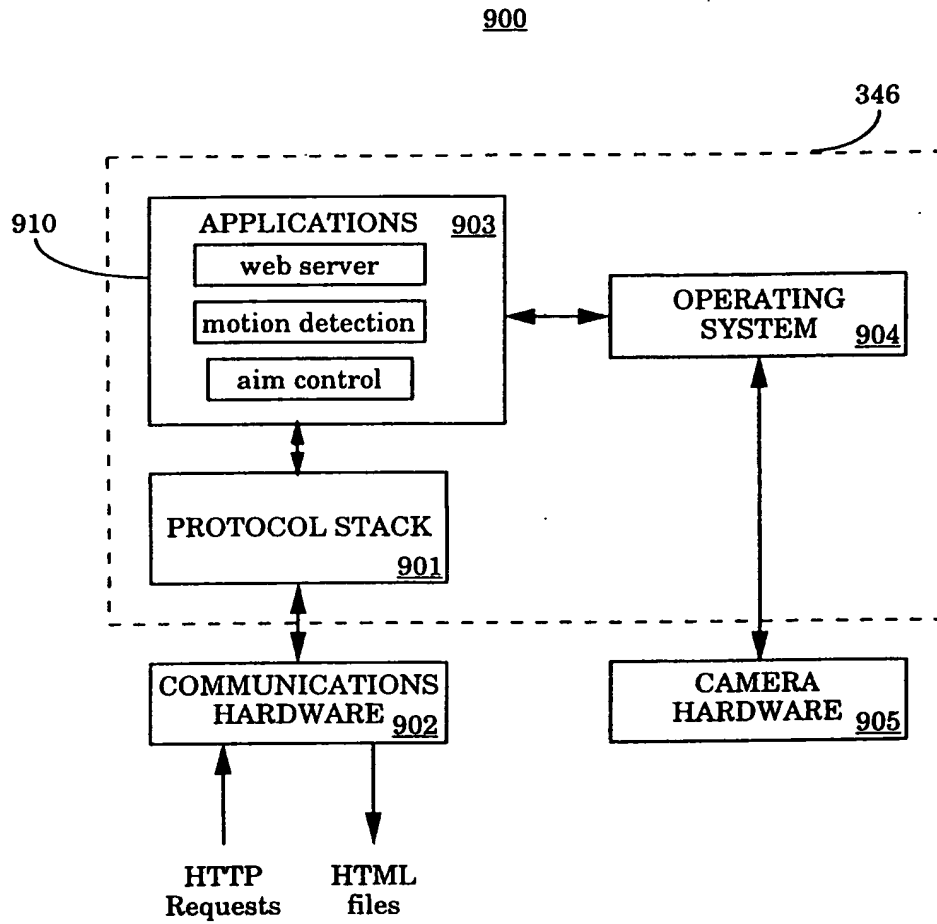 900
346
910
APPLICATIONS
903
web server
motion detection
aim control
OPERATING
SYSTEM
904
PROTOCOL STACK
901
COMMUNICATIONS
HARDWARE
902
CAMERA
HARDWARE
905
HTTP
Requests
HTML
files